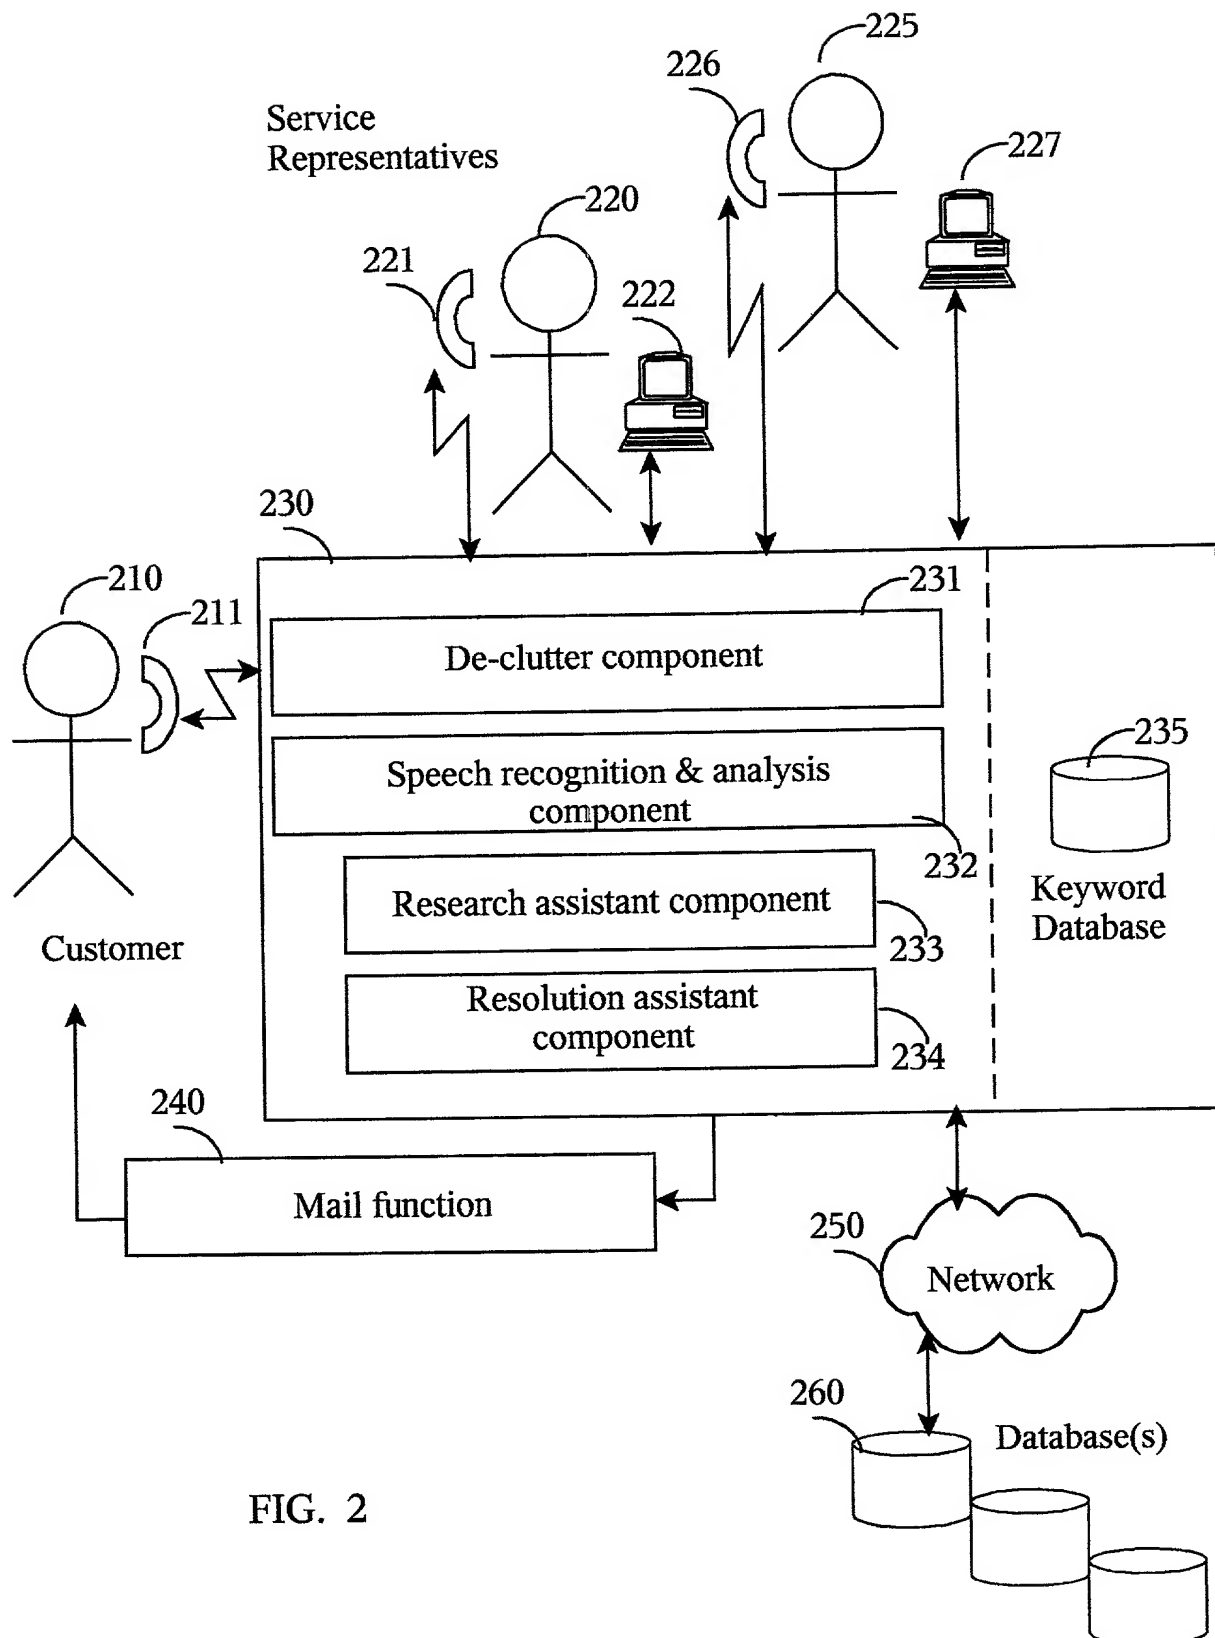 225
226
Service
Representatives
227
220
221
222
230
210
211
231
De-clutter component
235
Speech recognition & analysis
component
232
Keyword
Database
Research assistant component
233
Customer
Resolution assistant
component
234
240
Mail function
250
Network
260
Database(s)
FIG. 2